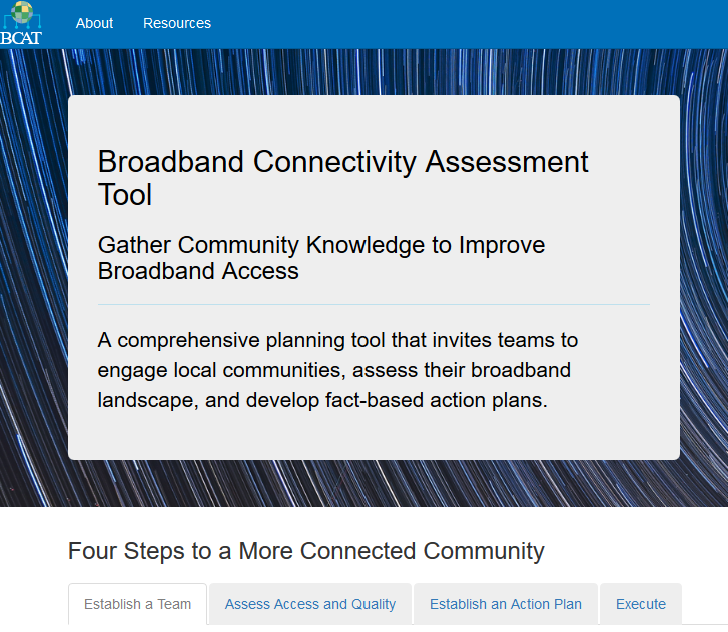 BCAT
About
Resources
Broadband Connectivity Assessment
Tool
Gather Community Knowledge to Improve
Broadband Access
A comprehensive planning tool that invites teams to
engage local communities, assess their broadband
landscape, and develop fact-based action plans.
Four Steps to a More Connected Community
Establish a Team
Assess Access and Quality
Establish an Action Plan
Execute